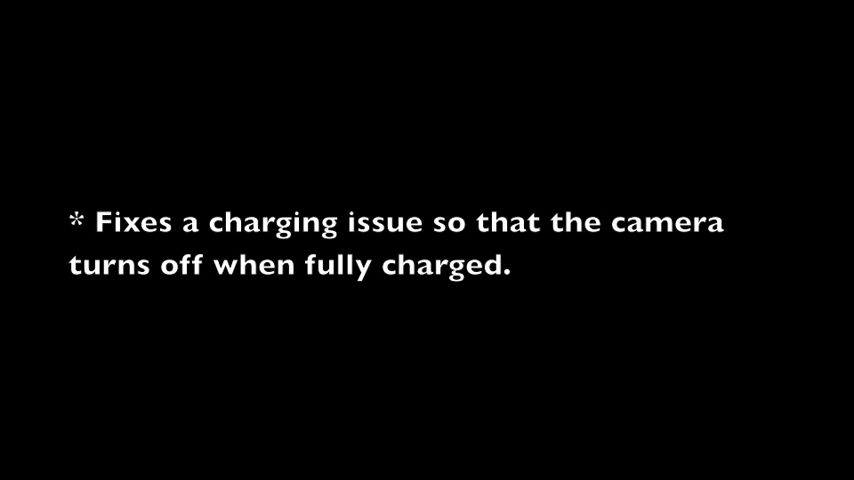 * Fixes a charging issue so that the camera
turns off when fully charged.